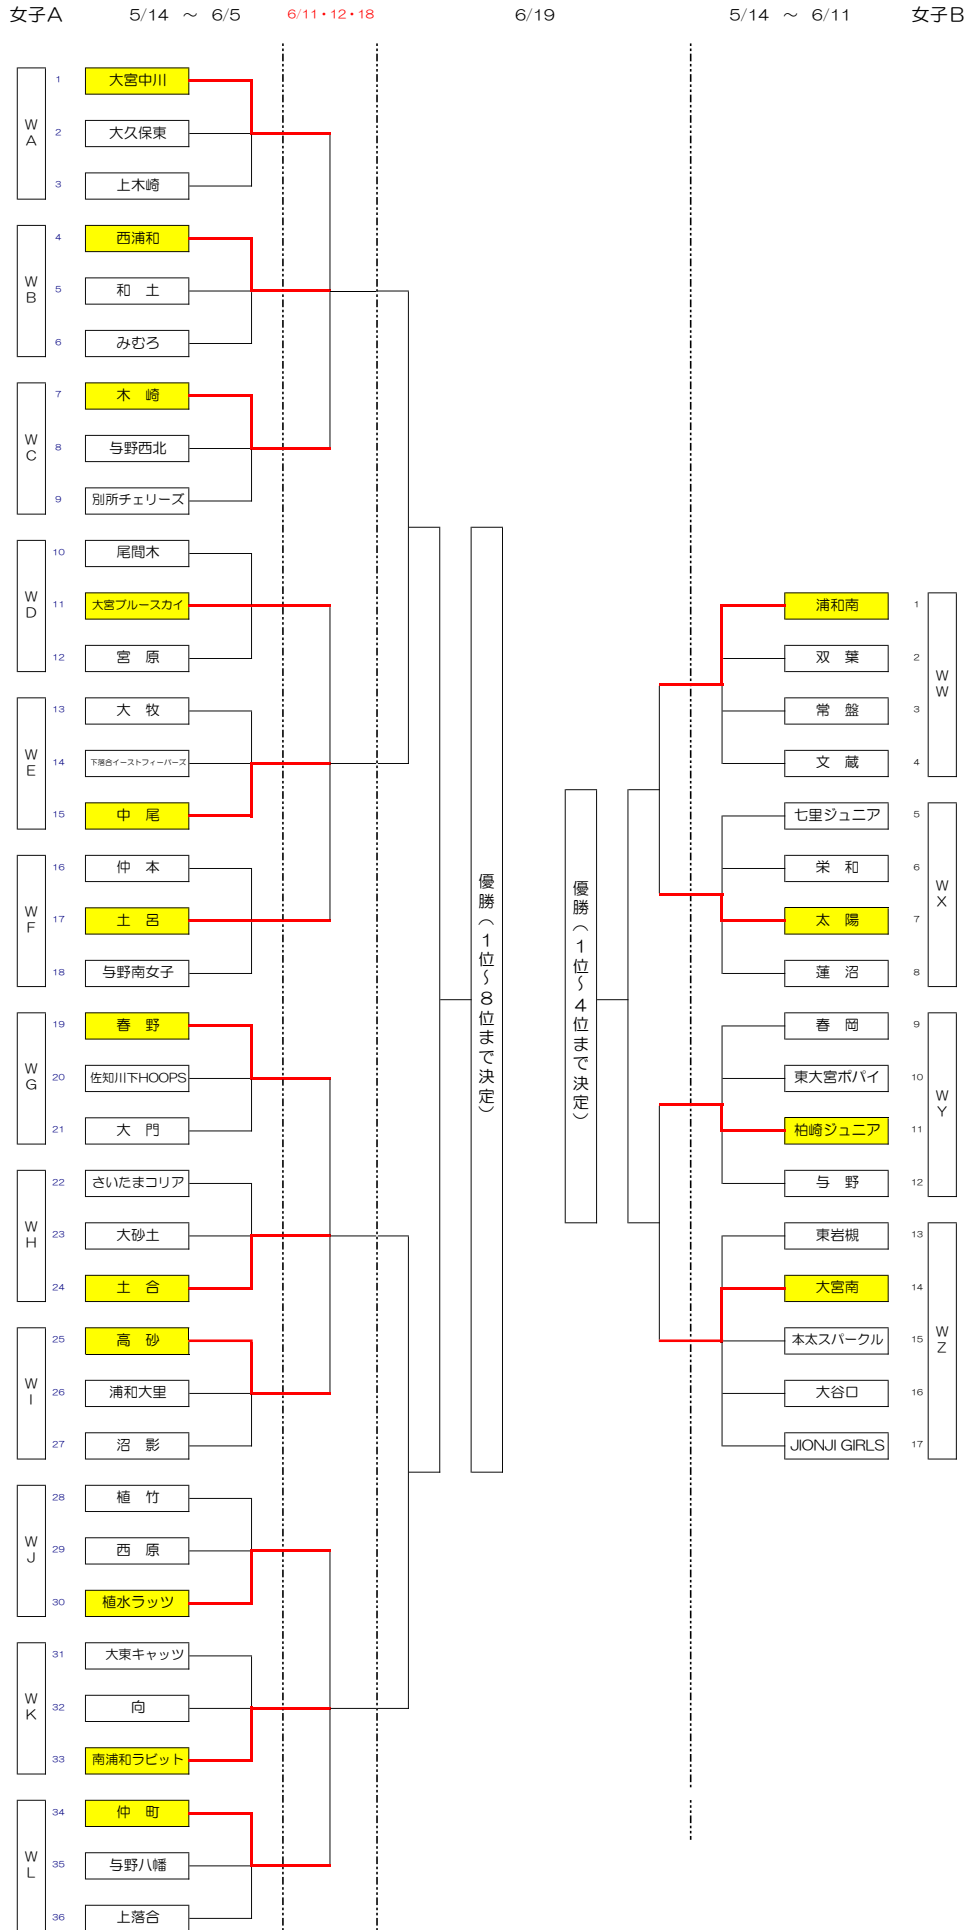 女子A 5/14 ～ 6/5 6/11・12・18 6/19 5/14 ～ 6/11 女子B
WA
1 大宮中川
2 大久保東
3 上木崎
WB
4 西浦和
5 和　土
6 みむろ
WC
7 木　崎
8 与野西北
9 別所チェリーズ
WD
10 尾間木
11 大宮ブルースカイ
12 宮　原
WE
13 大　牧
14 下落合イーストフィーバーズ
15 中　尾
WF
16 仲　本
17 土　呂
18 与野南女子
WG
19 春　野
20 佐知川下HOOPS
21 大　門
WH
22 さいたまコリア
23 大砂土
24 土　合
WI
25 高　砂
26 浦和大里
27 沼　影
WJ
28 植　竹
29 西　原
30 植水ラッツ
WK
31 大東キャッツ
32 向
33 南浦和ラビット
WL
34 仲　町
35 与野八幡
36 上落合
優勝（1位～8位まで決定）
優勝（1位～4位まで決定）
浦和南 1
双　葉 2
常　盤 3
文　蔵 4
WW
七里ジュニア 5
栄　和 6
太　陽 7
蓮　沼 8
WX
春　岡 9
東大宮ポパイ 10
柏崎ジュニア 11
与　野 12
WY
東岩槻 13
大宮南 14
本太スパークル 15
大谷口 16
JIONJI GIRLS 17
WZ